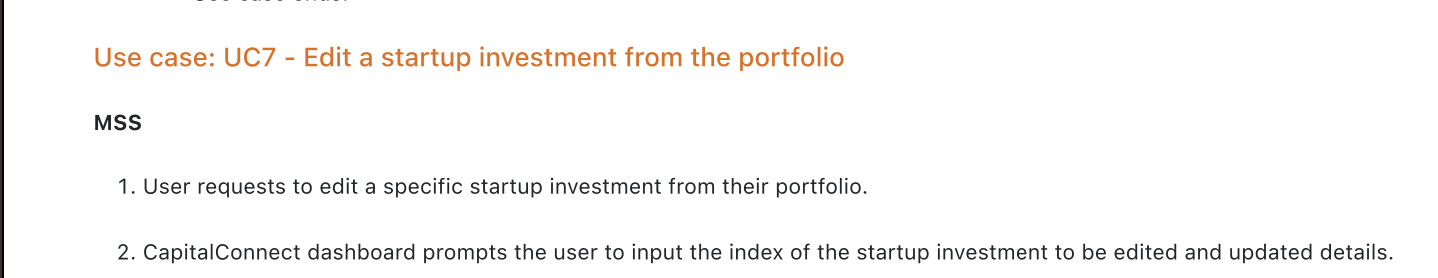 Use case: UC7 - Edit a startup investment from the portfolio
MSS
1. User requests to edit a specific startup investment from their portfolio.
2. CapitalConnect dashboard prompts the user to input the index of the startup investment to be edited and updated details.